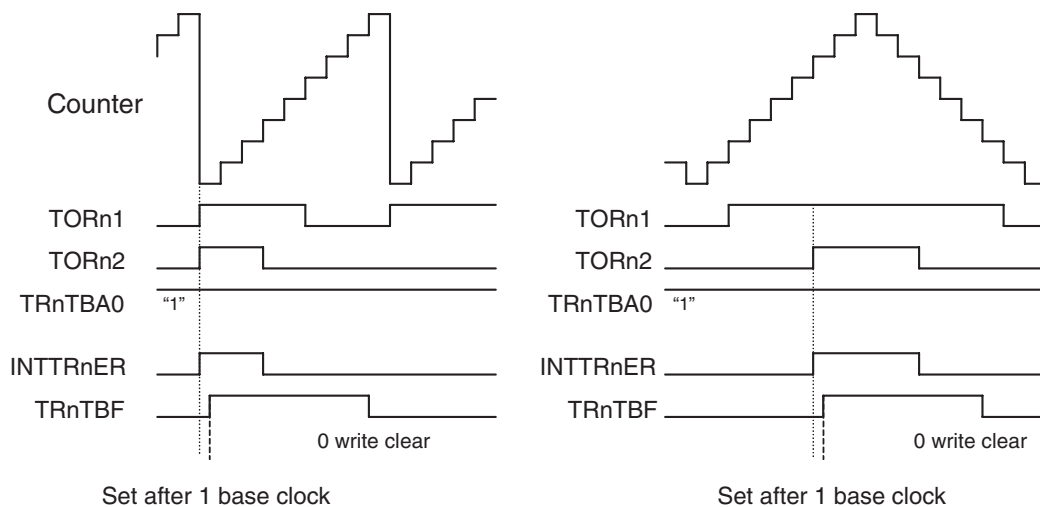 Counter
TORn1
TORn2
TRnTBA0 “1”
INTTRnER
TRnTBF
0 write clear
Set after 1 base clock
TORn1
TORn2
TRnTBA0 “1”
INTTRnER
TRnTBF
0 write clear
Set after 1 base clock